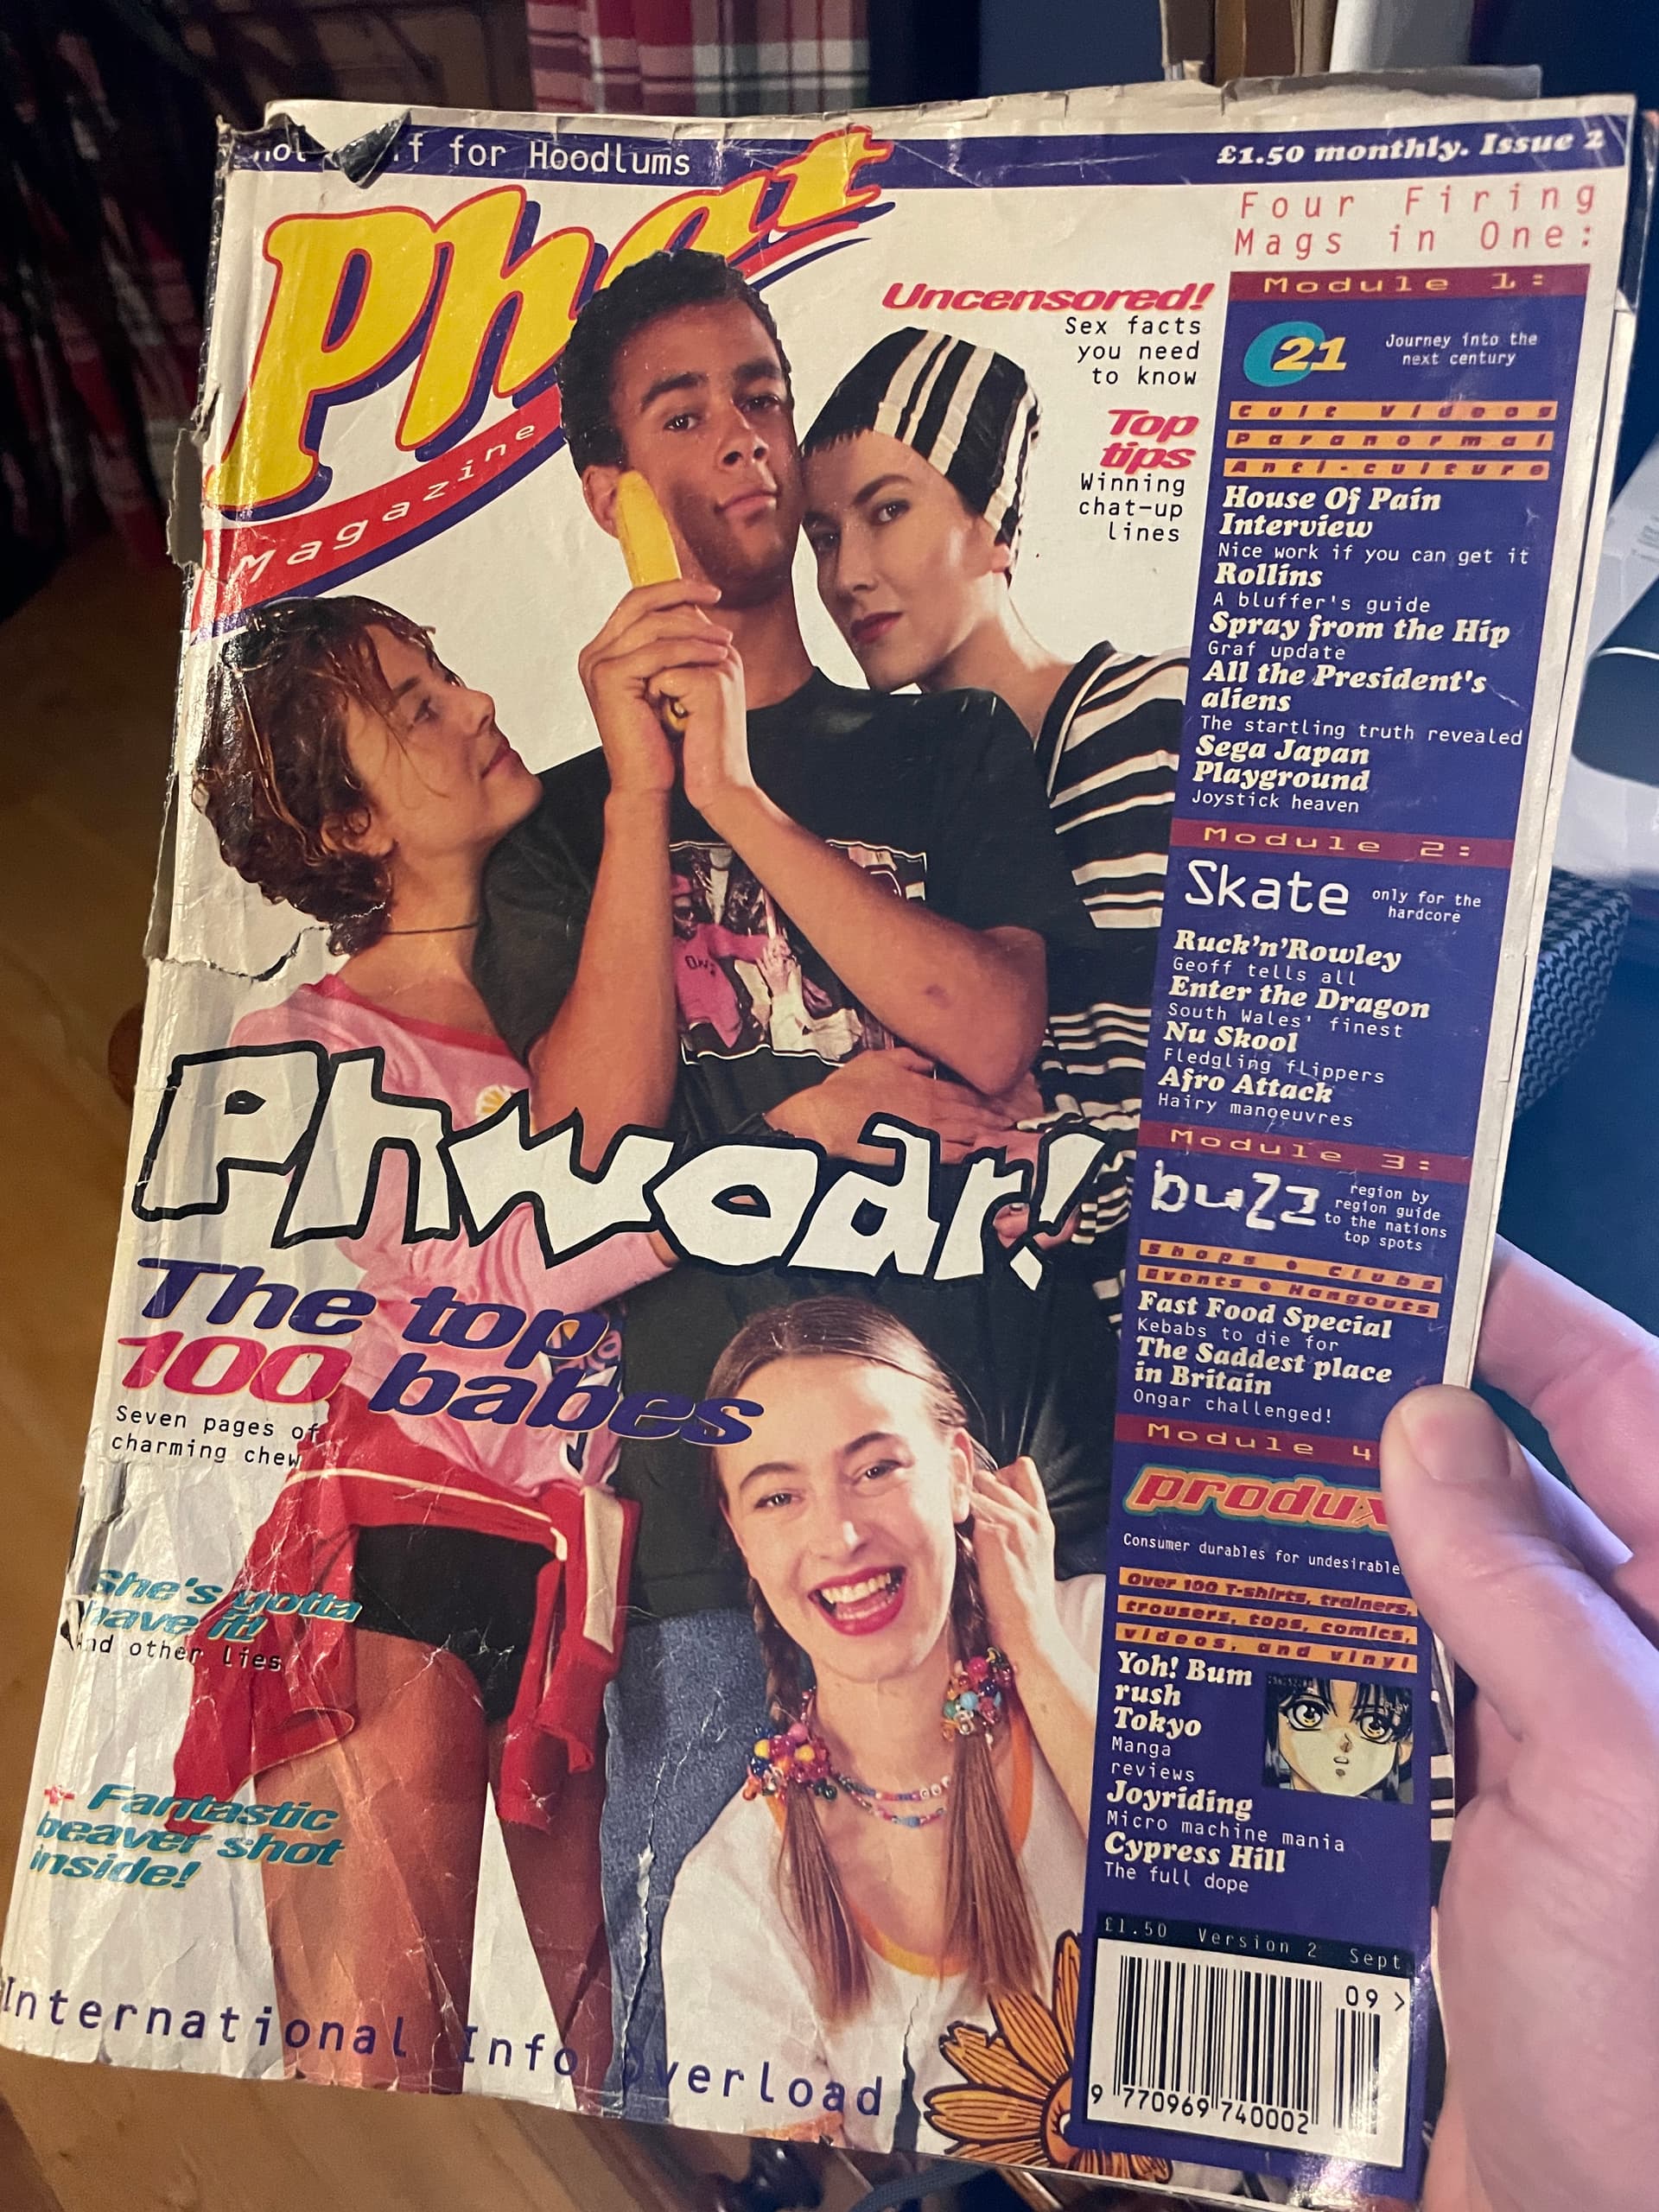 for Hoodlums
£1.50 monthly. Issue 2
Phat
Magazine
Uncensored!
Sex facts
you need
to know
Top
tips
Winning
chat-up
lines
Phwoar!
The top
100 babes
Seven pages of
charming chew
She's gotta
have it!
And other lies
+ Fantastic
beaver shot
inside!
International Info Overload
Four Firing
Mags in One:
Module 1:
C21
Journey into the
next century
Cult Videos
Paranormal
Anti-culture
House Of Pain
Interview
Nice work if you can get it
Rollins
A bluffer's guide
Spray from the Hip
Graf update
All the President's
aliens
The startling truth revealed
Sega Japan
Playground
Joystick heaven
Module 2:
Skate
only for the
hardcore
Ruck'n'Rowley
Geoff tells all
Enter the Dragon
South Wales' finest
Nu Skool
Fledgling flippers
Afro Attack
Hairy manoeuvres
Module 3:
buzz
region by
region guide
to the nations
top spots
Shops • Clubs
Events • Hangouts
Fast Food Special
Kebabs to die for
The Saddest place
in Britain
Ongar challenged!
Module 4
produx
Consumer durables for undesirable
Over 100 T-shirts, trainers,
trousers, tops, comics,
videos, and vinyl
Yoh! Bum
rush
Tokyo
Manga
reviews
Joyriding
Micro machine mania
Cypress Hill
The full dope
£1.50 Version 2 Sept
09 >
9 770969 740002